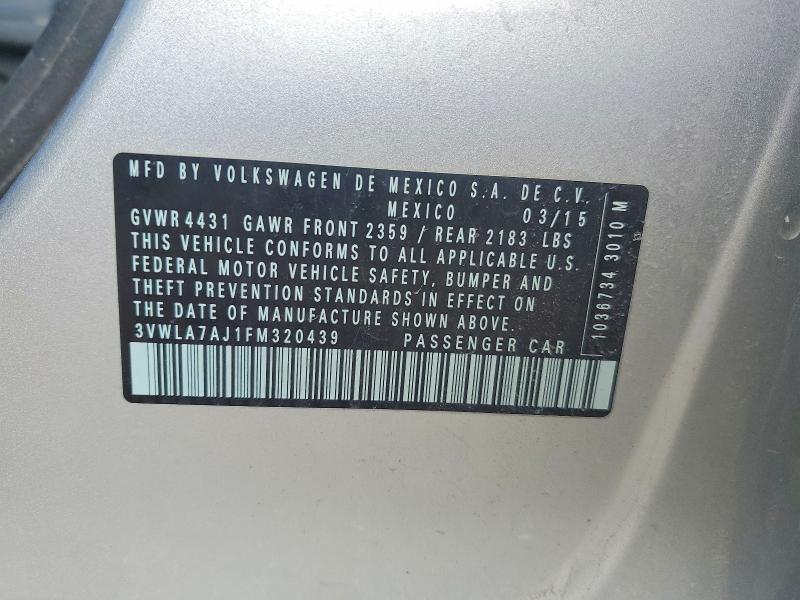 MFD BY VOLKSWAGEN DE MEXICO S.A. DE C.V.
MEXICO 03/15
GVWR 4431 GAWR FRONT 2359 / REAR 2183 LBS
THIS VEHICLE CONFORMS TO ALL APPLICABLE U.S.
FEDERAL MOTOR VEHICLE SAFETY, BUMPER AND
THEFT PREVENTION STANDARDS IN EFFECT ON
THE DATE OF MANUFACTURE SHOWN ABOVE.
3VWLA7AJ1FM320439 PASSENGER CAR
1036734 3010 M